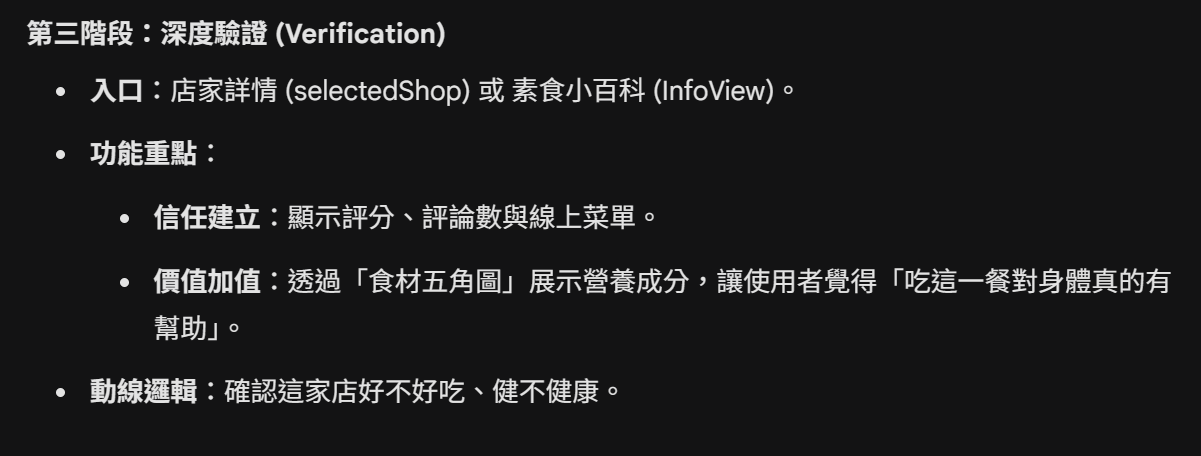 第三階段：深度驗證 (Verification)
入口：店家詳情 (selectedShop) 或 素食小百科 (InfoView)。
功能重點：
信任建立：顯示評分、評論數與線上菜單。
價值加值：透過「食材五角圖」展示營養成分，讓使用者覺得「吃這一餐對身體真的有
幫助」。
動線邏輯：確認這家店好不好吃、健不健康。